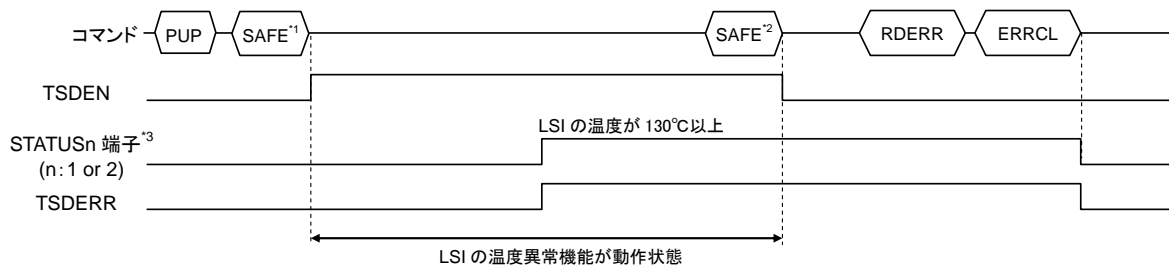 コマンド PUP SAFE*1 SAFE*2 RDERR ERRCL
TSDEN
LSI の温度が 130℃以上
STATUSn 端子*3
(n:1 or 2)
TSDERR
LSI の温度異常機能が動作状態